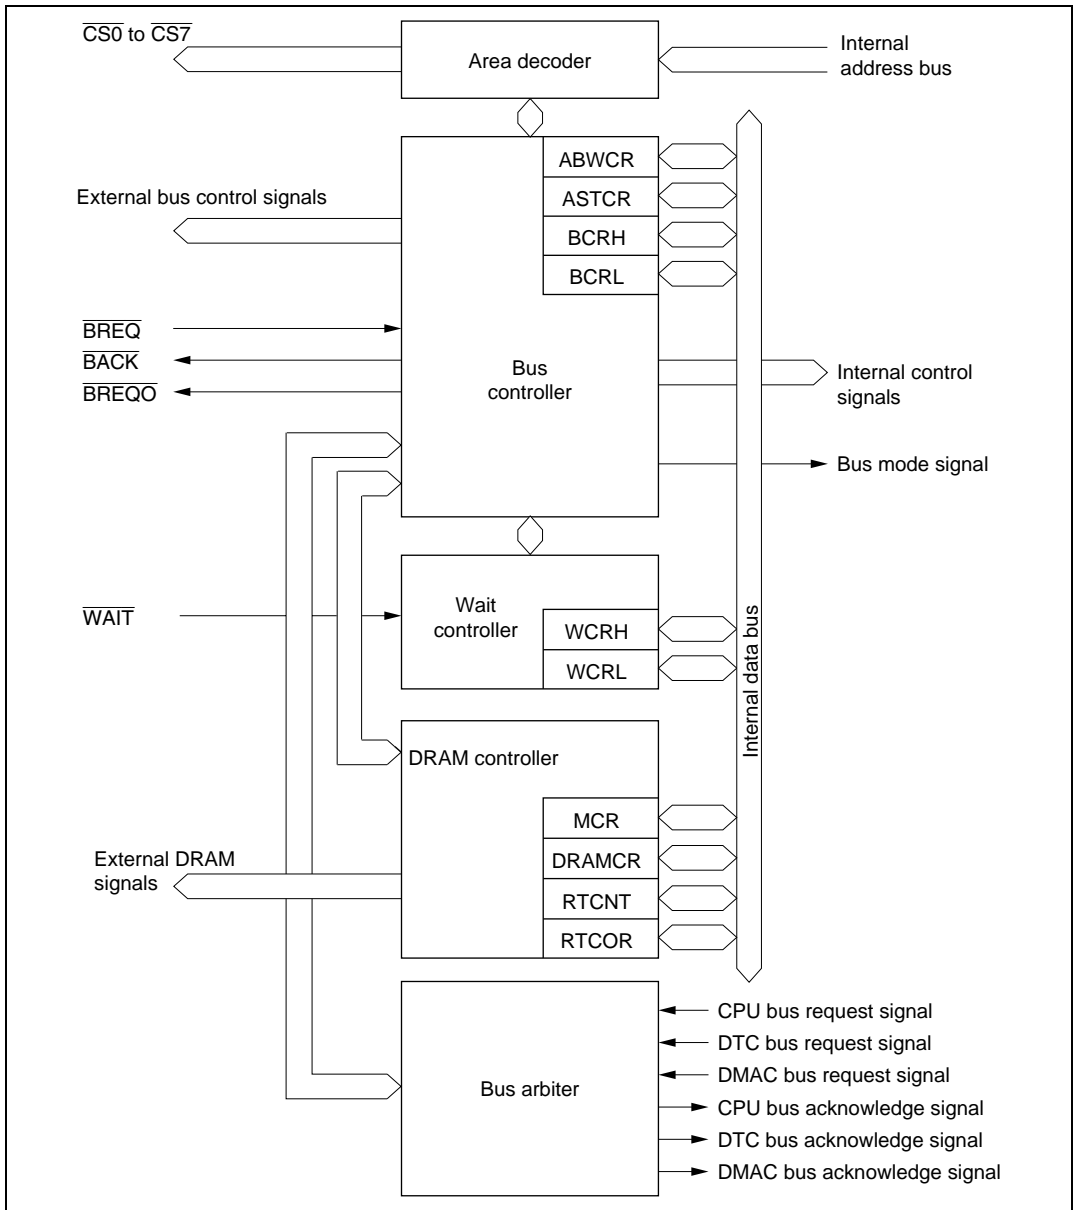 CS0 to CS7
Area decoder
Internal
address bus
ABWCR
ASTCR
BCRH
BCRL
External bus control signals
BREQ
BACK
BREQO
Bus
controller
Internal control
signals
Bus mode signal
WAIT
Wait
controller
WCRH
WCRL
Internal data bus
DRAM controller
MCR
DRAMCR
RTCNT
RTCOR
External DRAM
signals
Bus arbiter
CPU bus request signal
DTC bus request signal
DMAC bus request signal
CPU bus acknowledge signal
DTC bus acknowledge signal
DMAC bus acknowledge signal